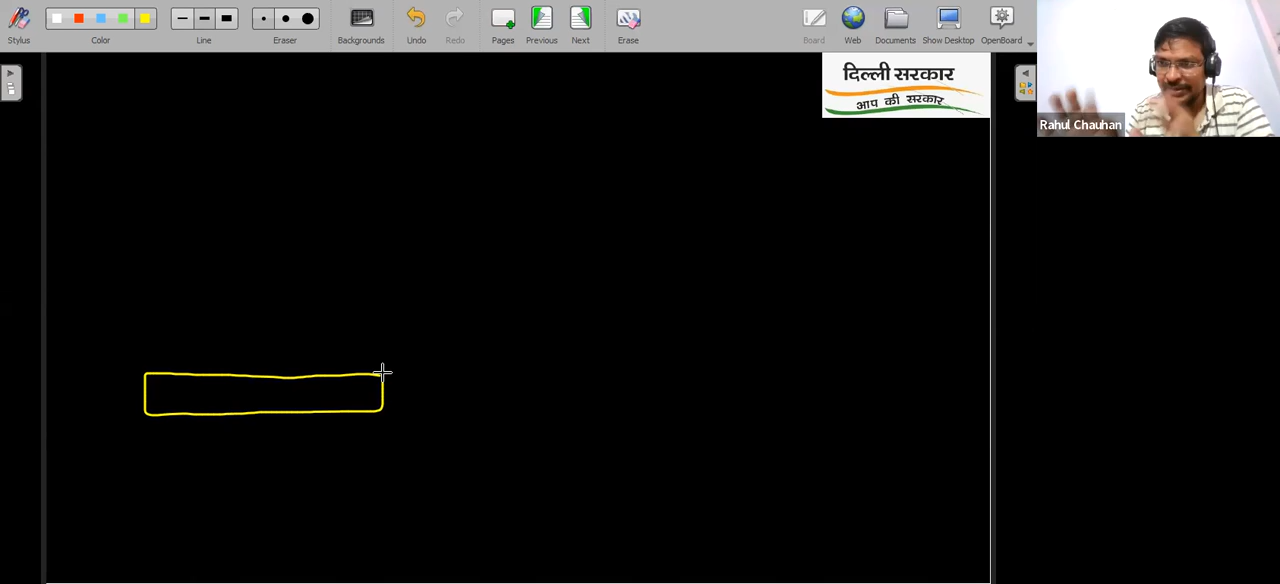 Stylus
Color
Line
Eraser
Backgrounds
Undo
Redo
Pages
Previous
Next
Erase
Board
Web
Documents
Show Desktop
OpenBoard
दिल्ली सरकार
आप की सरकार
Rahul Chauhan